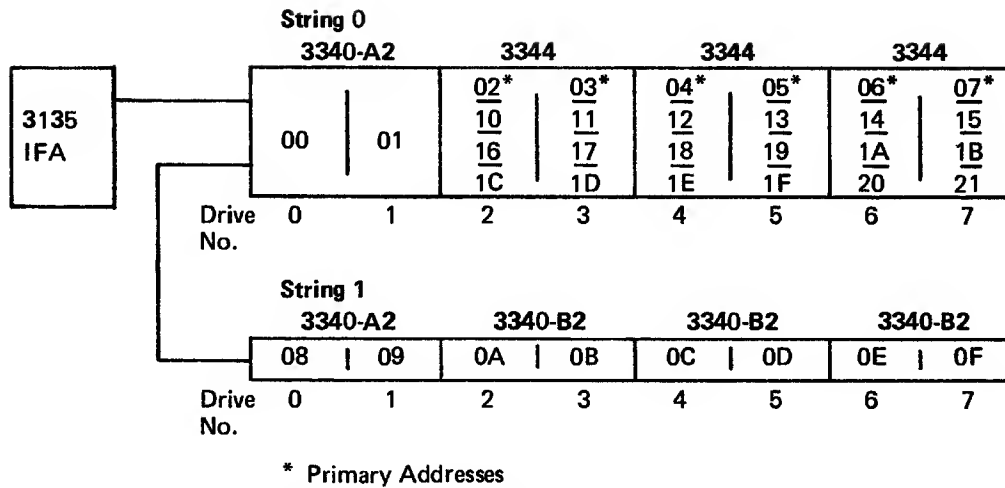 String 0
3340-A2 3344 3344 3344
3135
IFA
00 01
02* 03* 04* 05* 06* 07*
10 11 12 13 14 15
16 17 18 19 1A 1B
1C 1D 1E 1F 20 21
Drive 0 1 2 3 4 5 6 7
No.
String 1
3340-A2 3340-B2 3340-B2 3340-B2
08 09 0A 0B 0C 0D 0E 0F
Drive 0 1 2 3 4 5 6 7
No.
* Primary Addresses